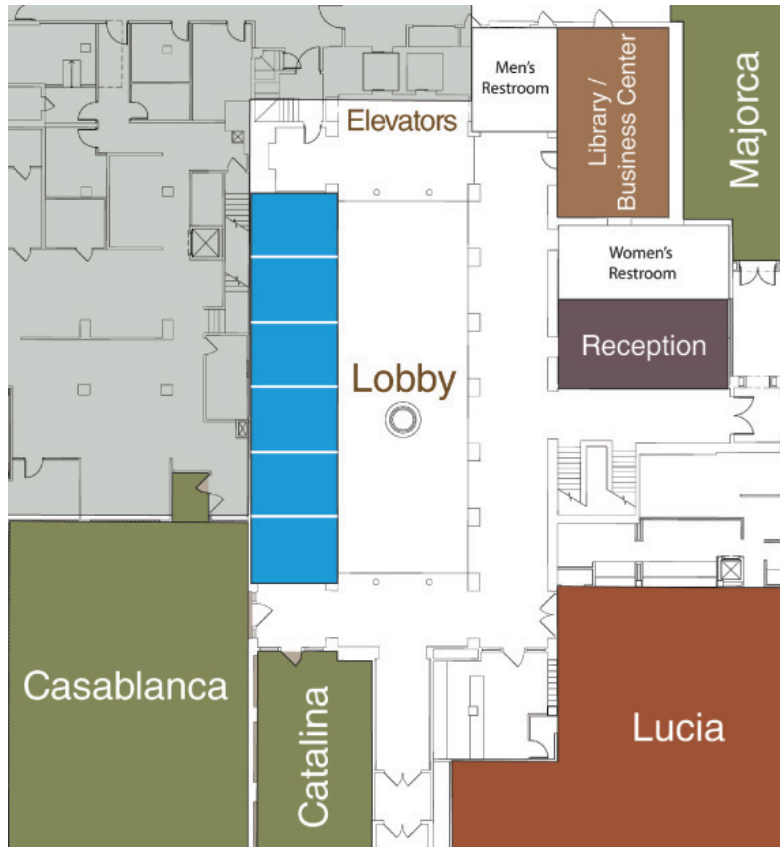 Men's
Restroom
Elevators
Library /
Business Center
Majorca
Women's
Restroom
Reception
Lobby
Casablanca
Catalina
Lucia